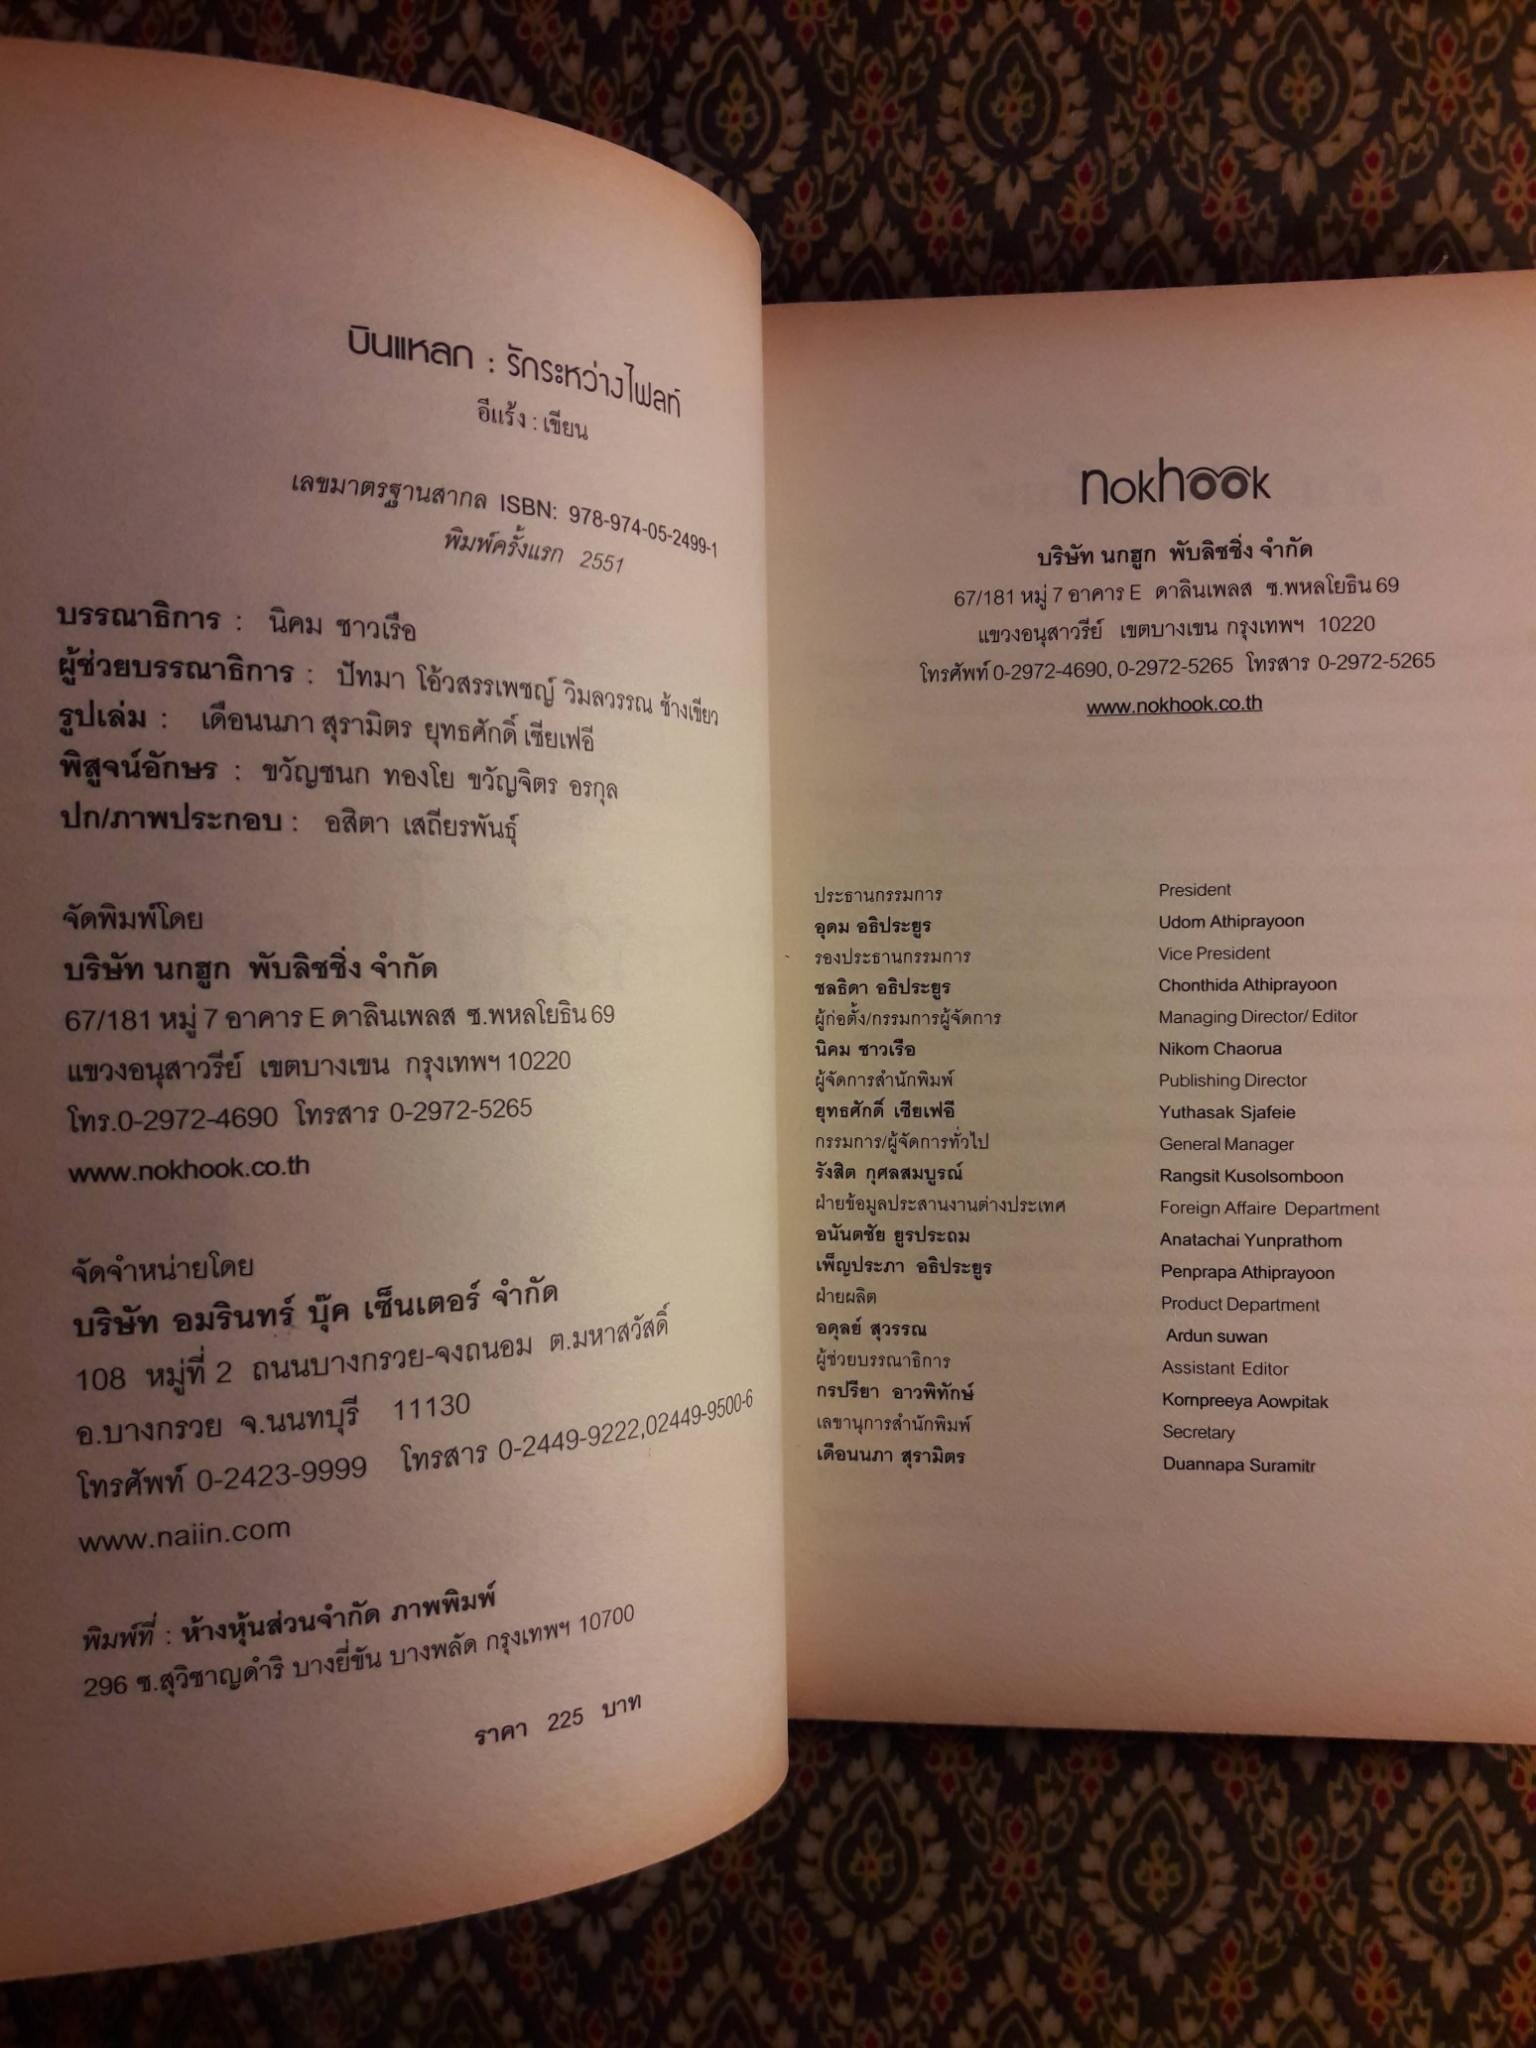 บินแหลก : รักระหว่างไฟลท์
อีแร้ง : เขียน
เลขมาตรฐานสากล ISBN: 978-974-05-2499-1
พิมพ์ครั้งแรก 2551
บรรณาธิการ : นิคม ชาวเรือ
ผู้ช่วยบรรณาธิการ : ปัทมา โอ้วสรรเพชญ์ วิมลวรรณ ช้างเขียว
รูปเล่ม : เดือนนภา สุรามิตร ยุทธศักดิ์ เซียเฟอี
พิสูจน์อักษร : ขวัญชนก ทองโย ขวัญจิตร อรกุล
ปก/ภาพประกอบ : อสิตา เสถียรพันธุ์
จัดพิมพ์โดย
บริษัท นกฮูก พับลิชชิ่ง จำกัด
67/181 หมู่ 7 อาคาร E ดาลินเพลส ซ.พหลโยธิน 69
แขวงอนุสาวรีย์ เขตบางเขน กรุงเทพฯ 10220
โทร.0-2972-4690 โทรสาร 0-2972-5265
www.nokhook.co.th
จัดจำหน่ายโดย
บริษัท อมรินทร์ บุ๊ค เซ็นเตอร์ จำกัด
108 หมู่ที่ 2 ถนนบางกรวย-จงถนอม ต.มหาสวัสดิ์
อ.บางกรวย จ.นนทบุรี 11130
โทรศัพท์ 0-2423-9999 โทรสาร 0-2449-9222,02449-9500-6
www.naiin.com
พิมพ์ที่ : ห้างหุ้นส่วนจำกัด ภาพพิมพ์
296 ซ.สุวิชาญดำริ บางยี่ขัน บางพลัด กรุงเทพฯ 10700
ราคา 225 บาท
nokhook
บริษัท นกฮูก พับลิชชิ่ง จำกัด
67/181 หมู่ 7 อาคาร E ดาลินเพลส ซ.พหลโยธิน 69
แขวงอนุสาวรีย์ เขตบางเขน กรุงเทพฯ 10220
โทรศัพท์ 0-2972-4690, 0-2972-5265 โทรสาร 0-2972-5265
www.nokhook.co.th
ประธานกรรมการ President
อุดม อธิประยูร Udom Athiprayoon
รองประธานกรรมการ Vice President
ชลธิดา อธิประยูร Chonthida Athiprayoon
ผู้ก่อตั้ง/กรรมการผู้จัดการ Managing Director/ Editor
นิคม ชาวเรือ Nikom Chaorua
ผู้จัดการสำนักพิมพ์ Publishing Director
ยุทธศักดิ์ เซียเฟอี Yuthasak Sjafeie
กรรมการ/ผู้จัดการทั่วไป General Manager
รังสิต กุศลสมบูรณ์ Rangsit Kusolsomboon
ฝ่ายข้อมูลประสานงานต่างประเทศ Foreign Affaire Department
อนันตชัย ยูรประถม Anatachai Yunprathom
เพ็ญประภา อธิประยูร Penprapa Athiprayoon
ฝ่ายผลิต Product Department
อดุลย์ สุวรรณ Ardun suwan
ผู้ช่วยบรรณาธิการ Assistant Editor
กรปรียา อาวพิทักษ์ Kornpreeya Aowpitak
เลขานุการสำนักพิมพ์ Secretary
เดือนนภา สุรามิตร Duannapa Suramitr